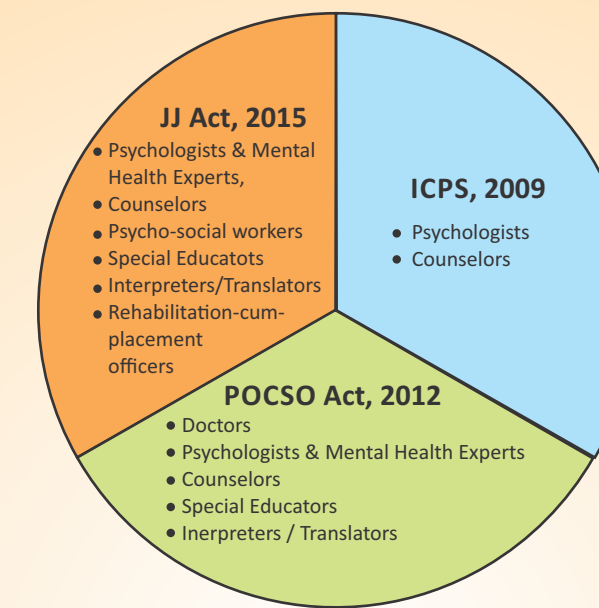 JJ Act, 2015
• Psychologists & Mental
Health Experts,
• Counselors
• Psycho-social workers
• Special Educatots
• Interpreters/Translators
• Rehabilitation-cum-
placement
officers
ICPS, 2009
• Psychologists
• Counselors
POCSO Act, 2012
• Doctors
• Psychologists & Mental Health Experts
• Counselors
• Special Educators
• Inerpreters / Translators